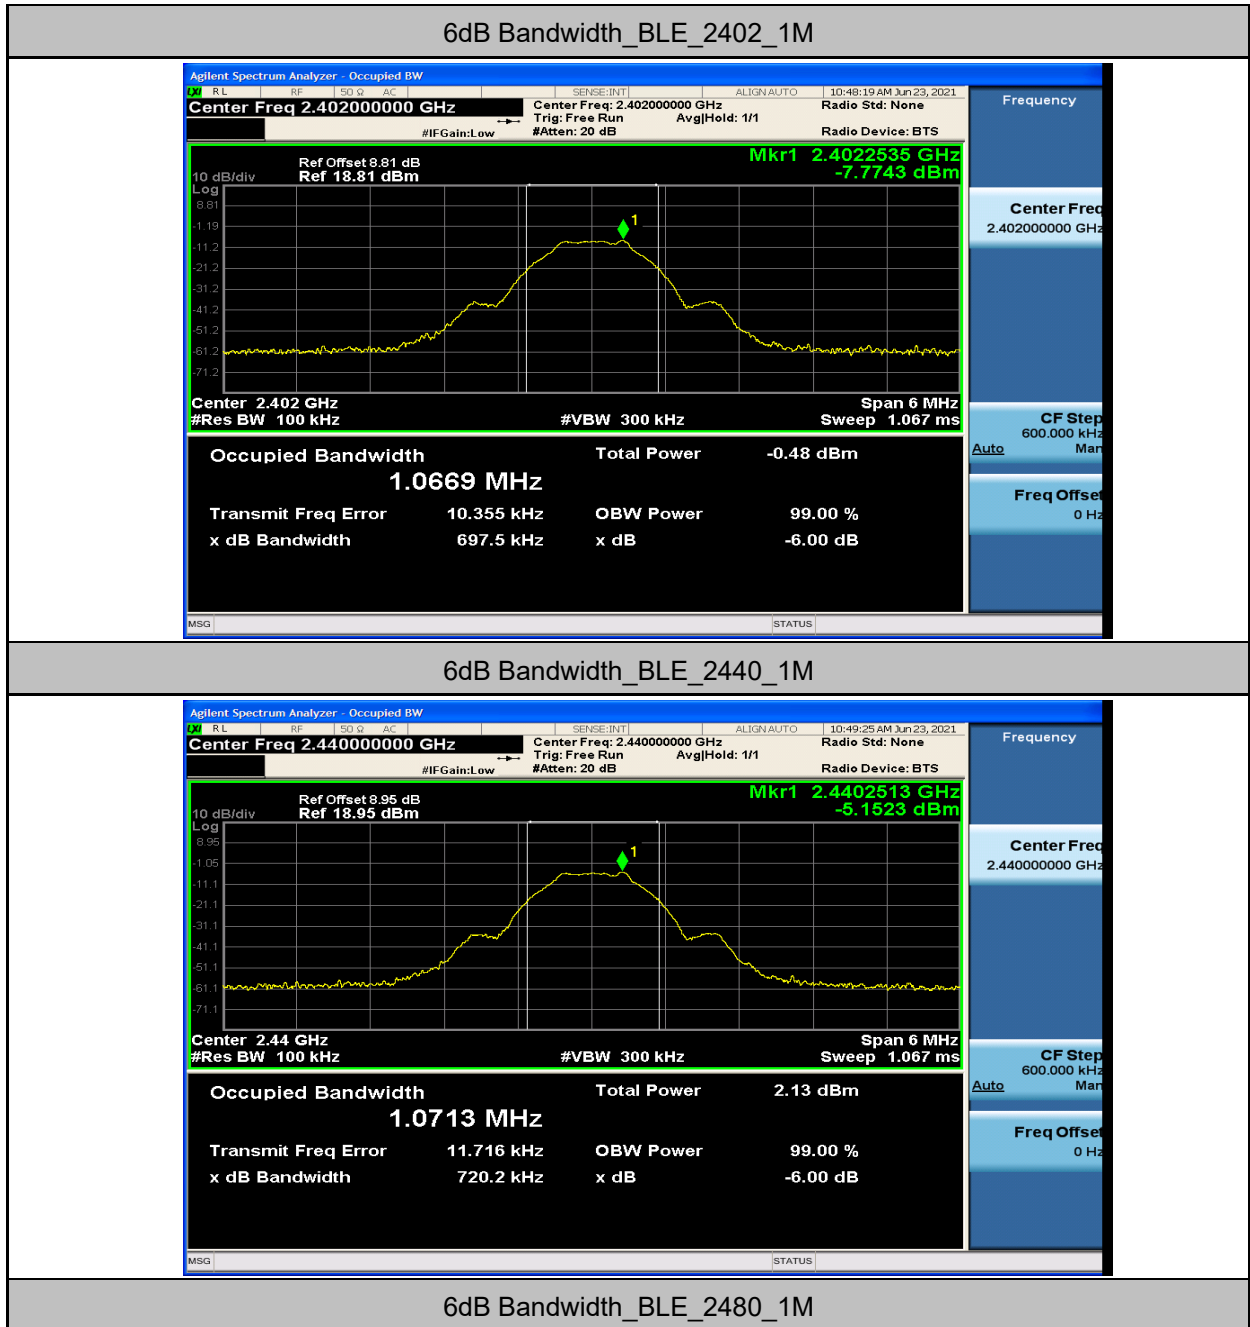 6dB Bandwidth_BLE_2402_1M
Agilent Spectrum Analyzer - Occupied BW
LXI RL RF 50 Ω AC SENSE:INT ALIGN AUTO 10:48:19 AM Jun 23, 2021
Center Freq 2.402000000 GHz Center Freq: 2.402000000 GHz Radio Std: None Frequency
Trig: Free Run Avg|Hold: 1/1
#IFGain:Low #Atten: 20 dB Radio Device: BTS
Mkr1 2.4022535 GHz
Ref Offset 8.81 dB
10 dB/div Ref 18.81 dBm -7.7743 dBm
Log
8.81
-1.19
1
-11.2
-21.2
-31.2
-41.2
-51.2
-61.2
-71.2
Center Freq
2.402000000 GHz
Center 2.402 GHz Span 6 MHz
#Res BW 100 kHz #VBW 300 kHz Sweep 1.067 ms
CF Step
600.000 kHz
Auto Man
Occupied Bandwidth Total Power -0.48 dBm
1.0669 MHz
Freq Offset
0 Hz
Transmit Freq Error 10.355 kHz OBW Power 99.00 %
x dB Bandwidth 697.5 kHz x dB -6.00 dB
MSG STATUS
6dB Bandwidth_BLE_2440_1M
Agilent Spectrum Analyzer - Occupied BW
LXI RL RF 50 Ω AC SENSE:INT ALIGN AUTO 10:49:25 AM Jun 23, 2021
Center Freq 2.440000000 GHz Center Freq: 2.440000000 GHz Radio Std: None Frequency
Trig: Free Run Avg|Hold: 1/1
#IFGain:Low #Atten: 20 dB Radio Device: BTS
Mkr1 2.4402513 GHz
Ref Offset 8.95 dB
10 dB/div Ref 18.95 dBm -5.1523 dBm
Log
8.95
-1.05
1
-11.1
-21.1
-31.1
-41.1
-51.1
-61.1
-71.1
Center Freq
2.440000000 GHz
Center 2.44 GHz Span 6 MHz
#Res BW 100 kHz #VBW 300 kHz Sweep 1.067 ms
CF Step
600.000 kHz
Auto Man
Occupied Bandwidth Total Power 2.13 dBm
1.0713 MHz
Freq Offset
0 Hz
Transmit Freq Error 11.716 kHz OBW Power 99.00 %
x dB Bandwidth 720.2 kHz x dB -6.00 dB
MSG STATUS
6dB Bandwidth_BLE_2480_1M